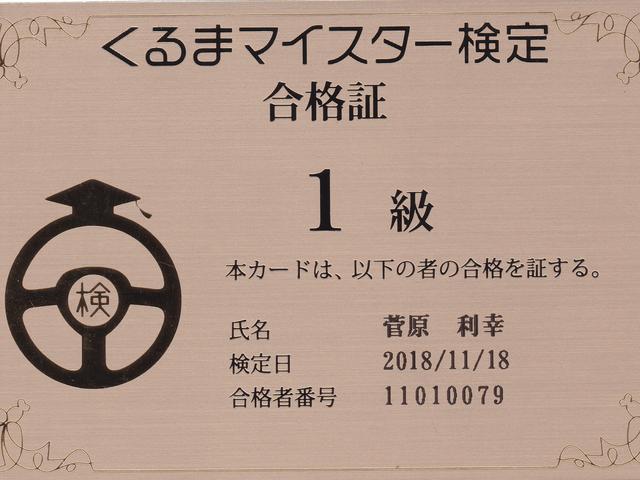 くるまマイスター検定
合格証
1 級
検
本カードは、以下の者の合格を証する。
氏名 菅原 利幸
検定日 2018/11/18
合格者番号 11010079